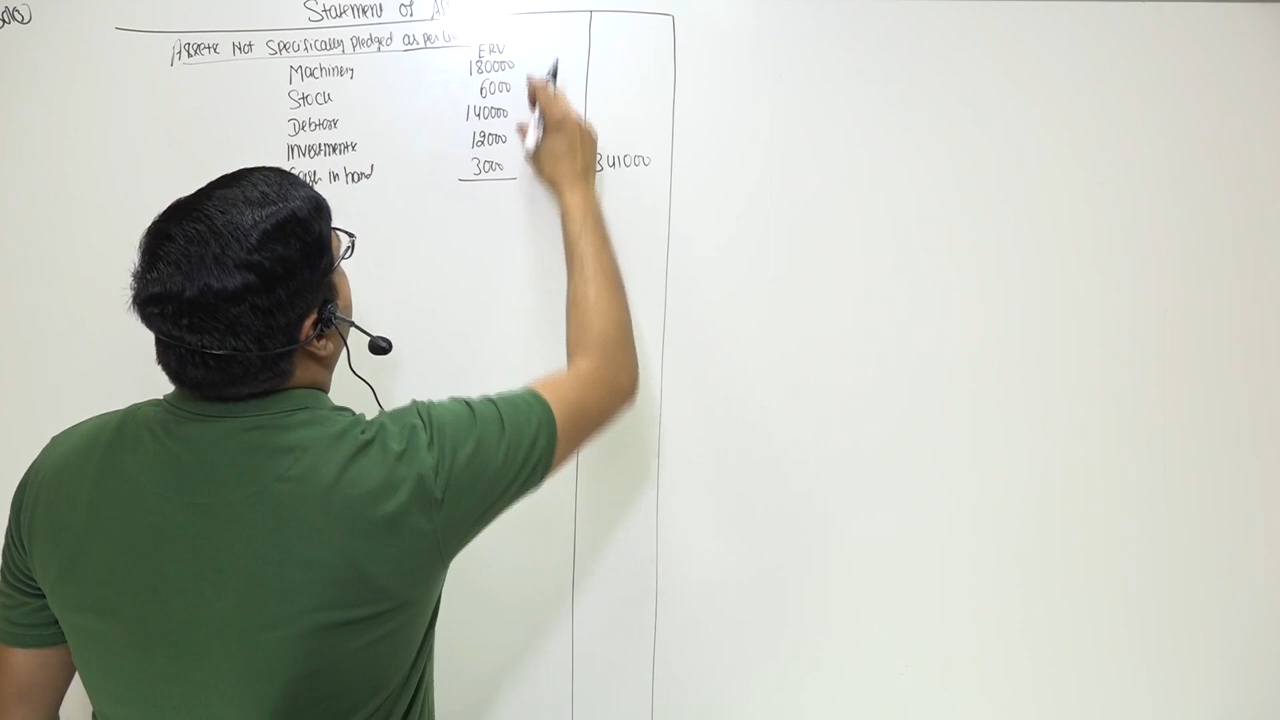 Statement of
Assets Not Specifically Pledged as per
ERV
Machinery 180000
Stock 6000
Debtors 140000
Investments 12000
Cash in hand 3000 341000